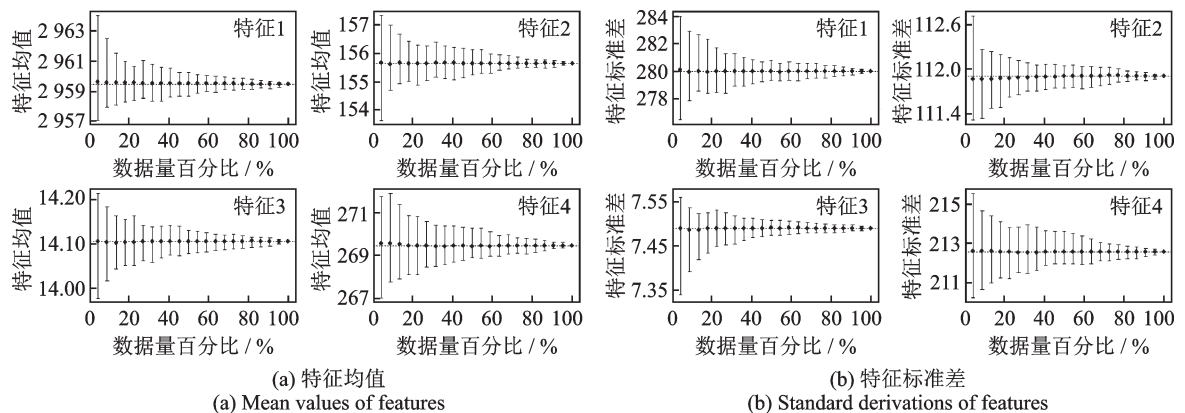 特征均值
2 963
2 961
2 959
2 957
特征1
0 20 40 60 80 100
数据量百分比 / %
特征均值
157
156
155
154
特征2
0 20 40 60 80 100
数据量百分比 / %
特征均值
14.20
14.10
14.00
特征3
0 20 40 60 80 100
数据量百分比 / %
特征均值
271
269
267
特征4
0 20 40 60 80 100
数据量百分比 / %
(a) 特征均值
(a) Mean values of features
特征标准差
284
282
280
278
特征1
0 20 40 60 80 100
数据量百分比 / %
特征标准差
112.6
112.0
111.4
特征2
0 20 40 60 80 100
数据量百分比 / %
特征标准差
7.55
7.45
7.35
特征3
0 20 40 60 80 100
数据量百分比 / %
特征标准差
215
213
211
特征4
0 20 40 60 80 100
数据量百分比 / %
(b) 特征标准差
(b) Standard derivations of features